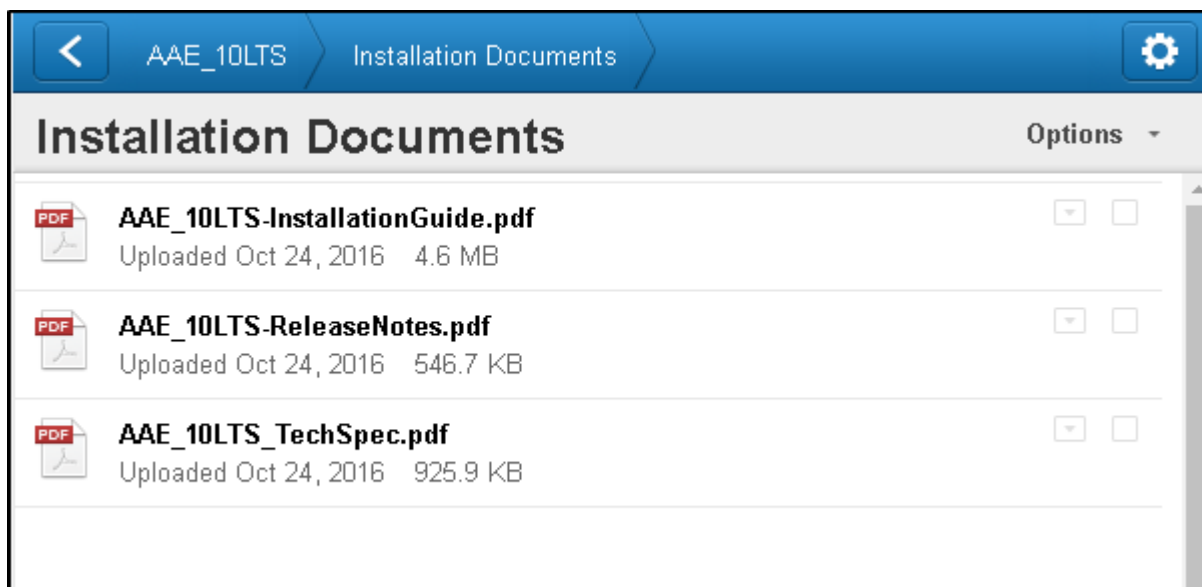 AAE_10LTS
Installation Documents
Installation Documents
Options
PDF
AAE_10LTS-InstallationGuide.pdf
Uploaded Oct 24, 2016 4.6 MB
PDF
AAE_10LTS-ReleaseNotes.pdf
Uploaded Oct 24, 2016 546.7 KB
PDF
AAE_10LTS_TechSpec.pdf
Uploaded Oct 24, 2016 925.9 KB